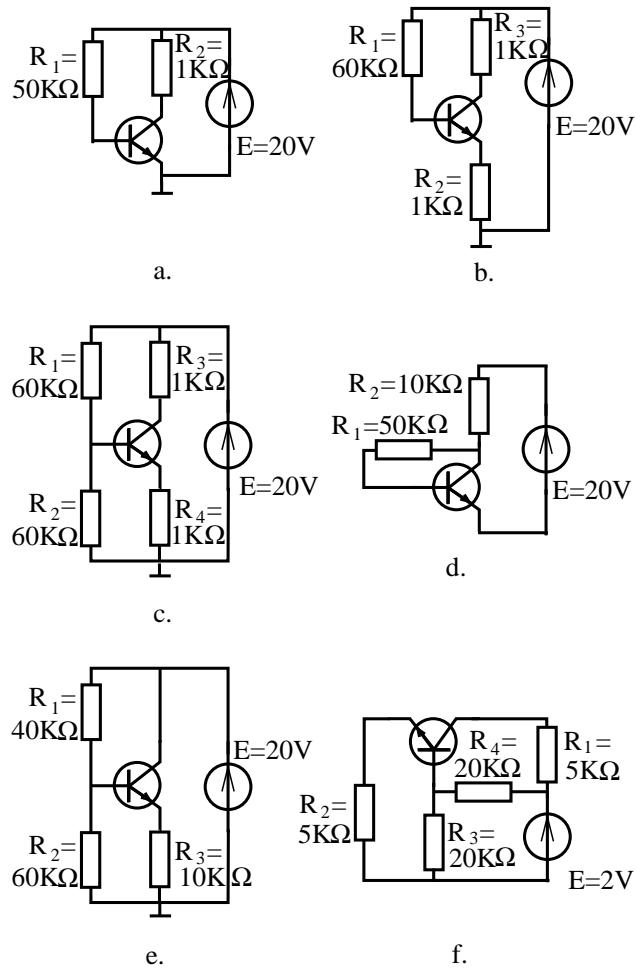 R1=
50KΩ
R2=
1KΩ
E=20V
a.
R1=
60KΩ
R3=
1KΩ
E=20V
R2=
1KΩ
b.
R1=
60KΩ
R3=
1KΩ
E=20V
R2=
60KΩ
R4=
1KΩ
c.
R2=10KΩ
R1=50KΩ
E=20V
d.
R1=
40KΩ
E=20V
R2=
60KΩ
R3=
10KΩ
e.
R4=
20KΩ
R1=
5KΩ
R2=
5KΩ
R3=
20KΩ
E=2V
f.